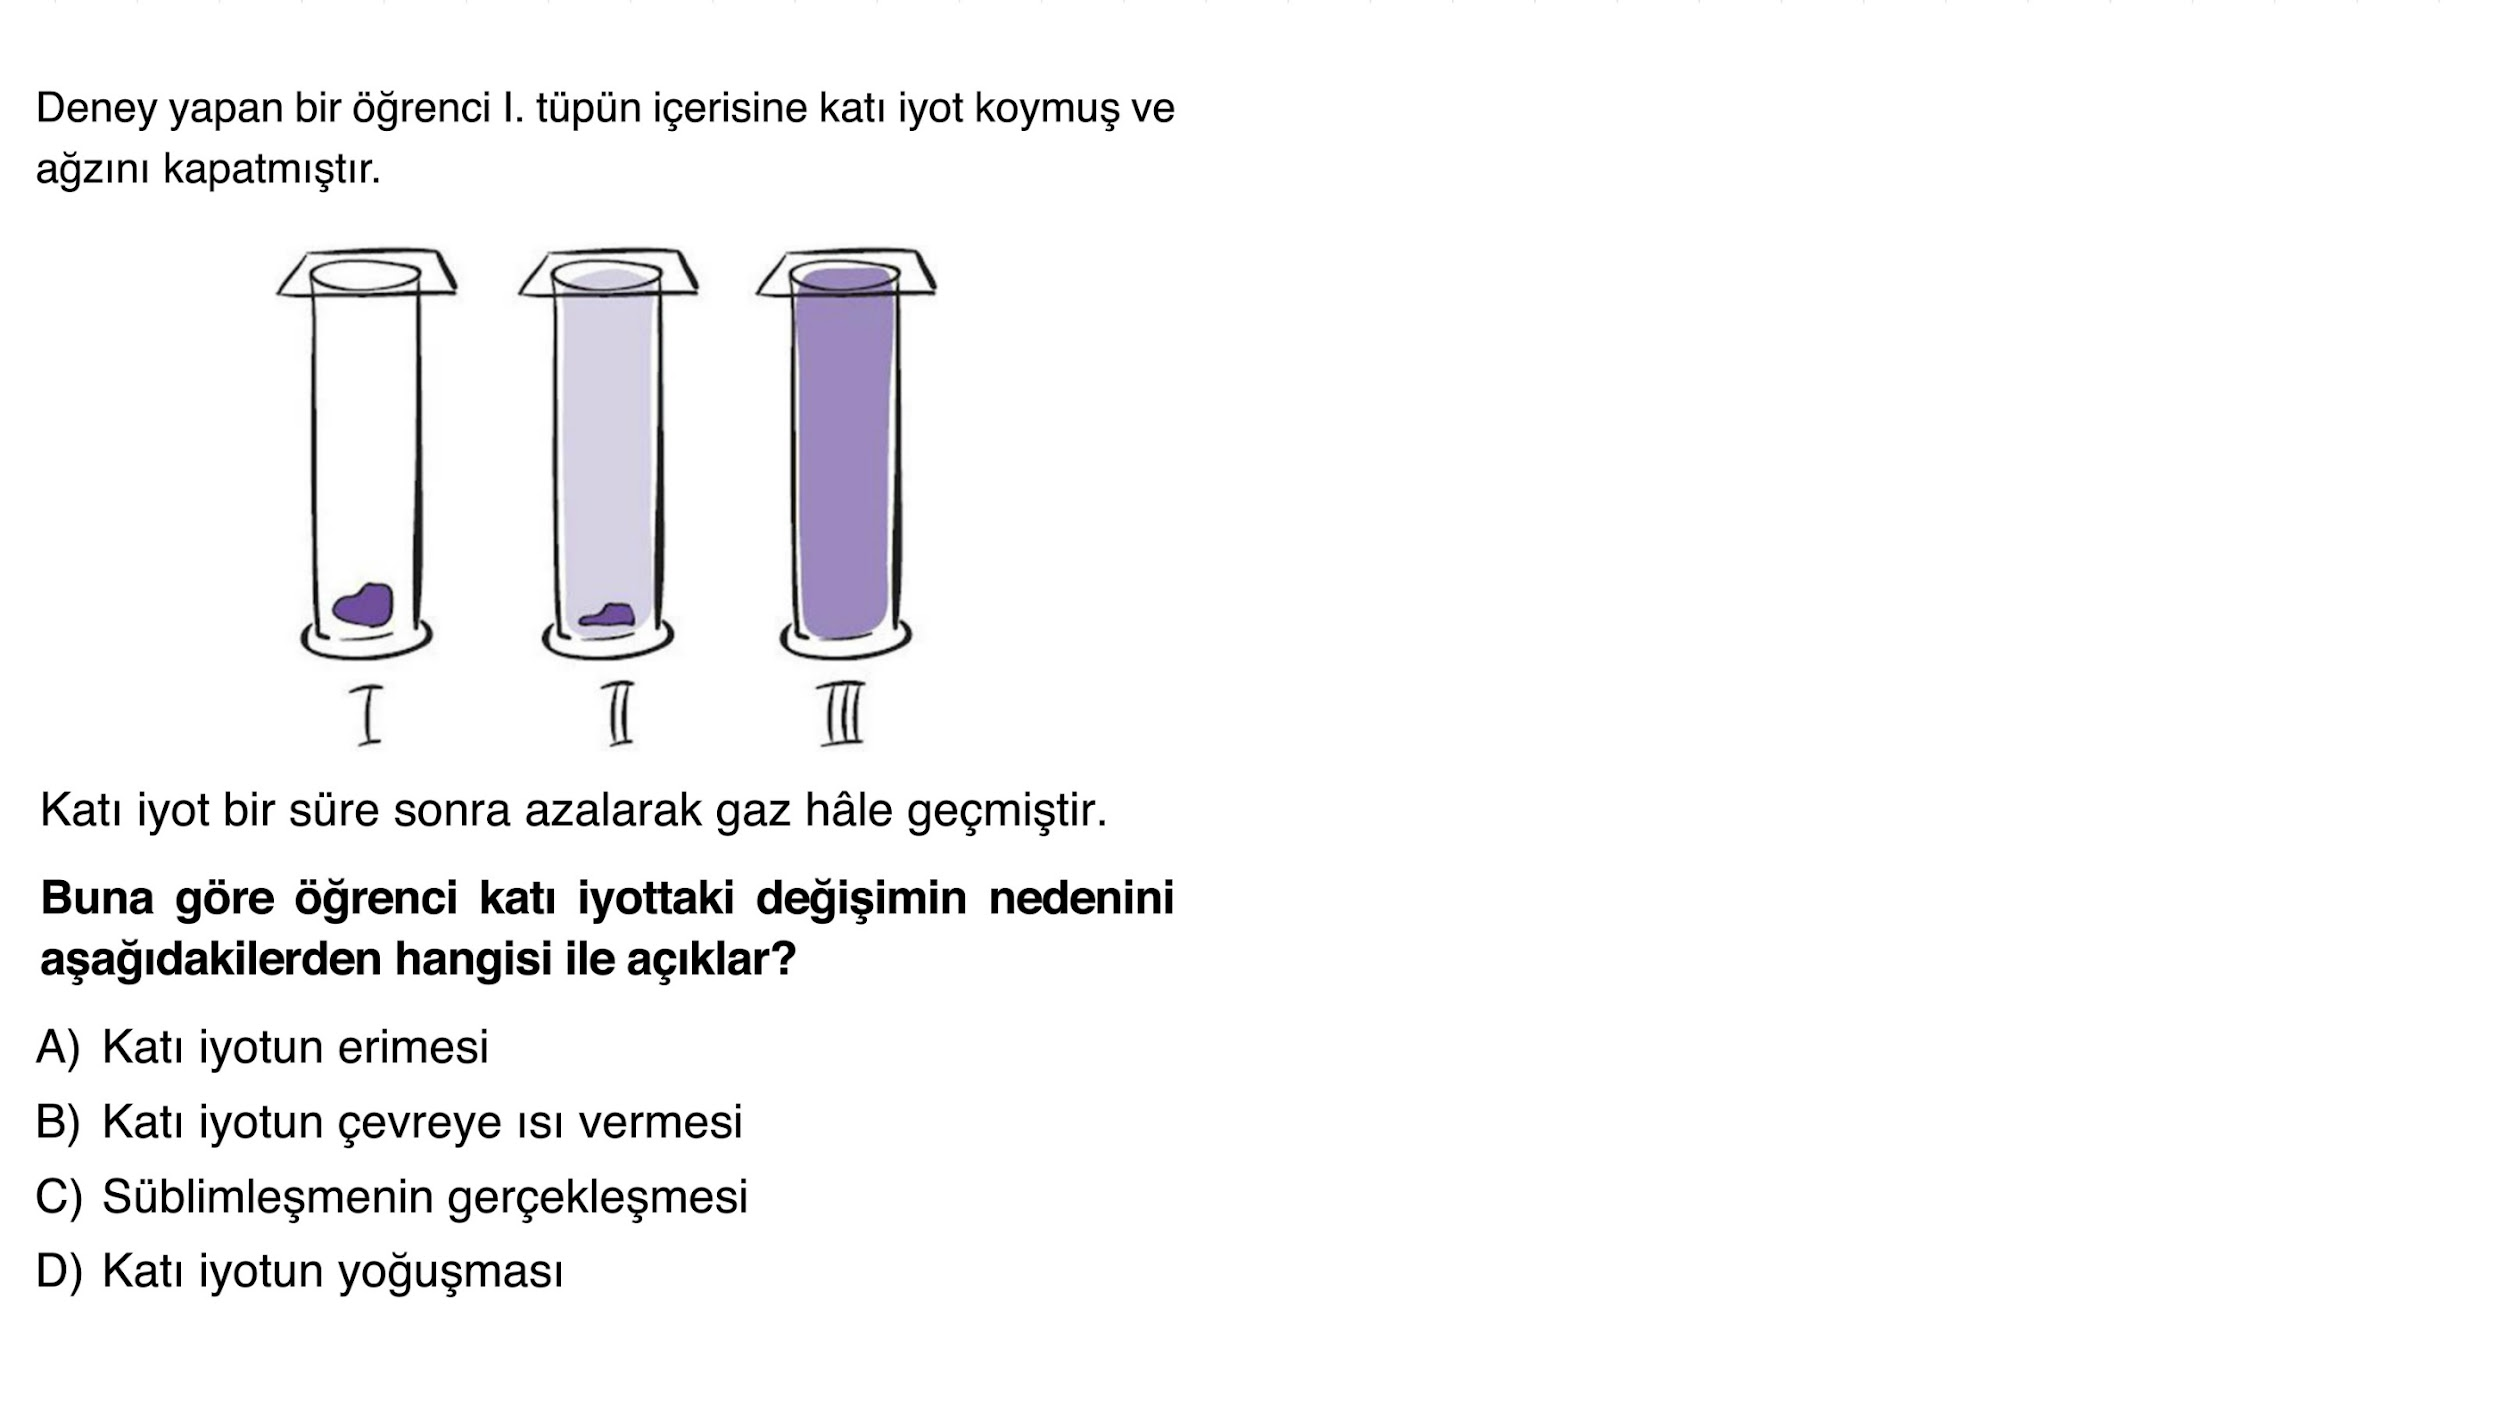 Deney yapan bir öğrenci I. tüpün içerisine katı iyot koymuş ve
ağzını kapatmıştır.
I II III
Katı iyot bir süre sonra azalarak gaz hâle geçmiştir.
Buna göre öğrenci katı iyottaki değişimin nedenini
aşağıdakilerden hangisi ile açıklar?
A) Katı iyotun erimesi
B) Katı iyotun çevreye ısı vermesi
C) Süblimleşmenin gerçekleşmesi
D) Katı iyotun yoğuşması